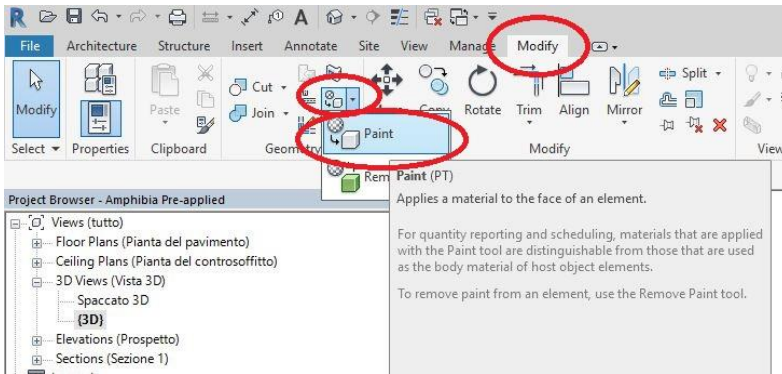 R A
File Architecture Structure Insert Annotate Site View Manage Modify
Cut Split
Modify Paste Join Move Copy Rotate Trim Align Mirror
Select Properties Clipboard Geometry Modify View
Paint
Rem
Paint (PT)
Applies a material to the face of an element.
For quantity reporting and scheduling, materials that are applied
with the Paint tool are distinguishable from those that are used
as the body material of host object elements.
To remove paint from an element, use the Remove Paint tool.
Project Browser - Amphibia Pre-applied
Views (tutto)
Floor Plans (Pianta del pavimento)
Ceiling Plans (Pianta del controsoffitto)
3D Views (Vista 3D)
Spaccato 3D
{3D}
Elevations (Prospetto)
Sections (Sezione 1)